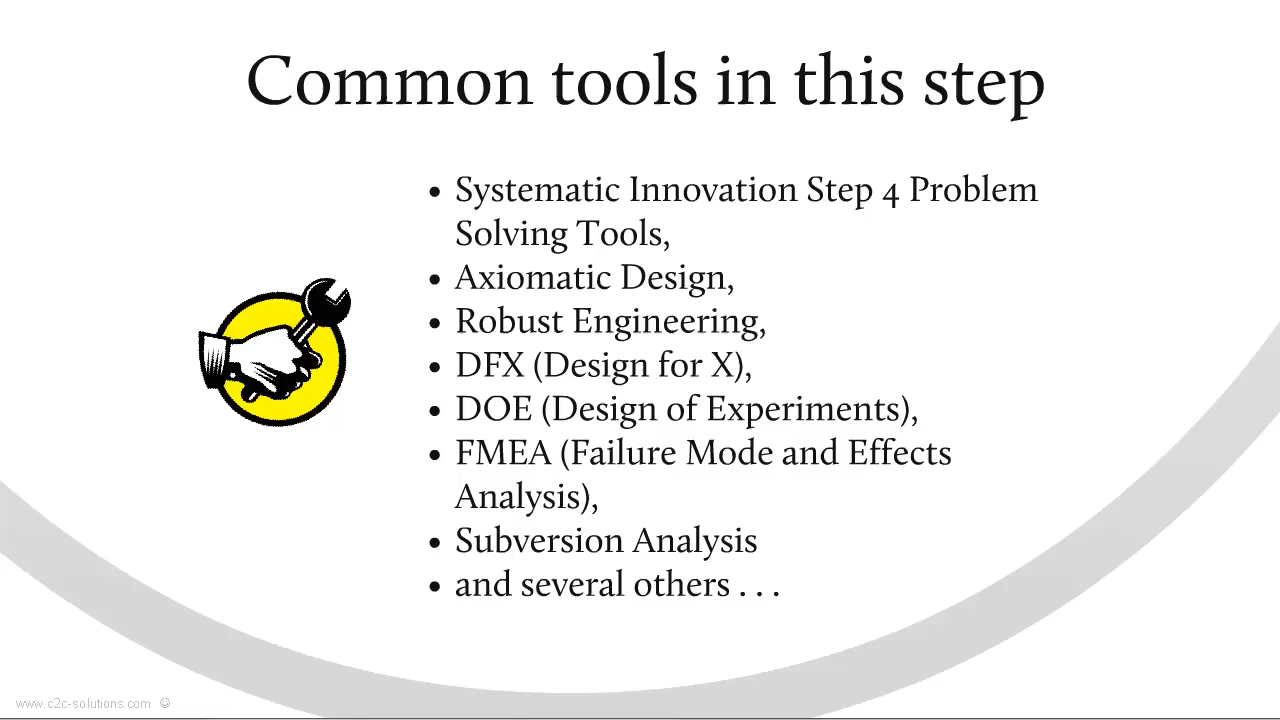 Common tools in this step
• Systematic Innovation Step 4 Problem
Solving Tools,
• Axiomatic Design,
• Robust Engineering,
• DFX (Design for X),
• DOE (Design of Experiments),
• FMEA (Failure Mode and Effects
Analysis),
• Subversion Analysis
• and several others . . .
www.c2c-solutions.com ©